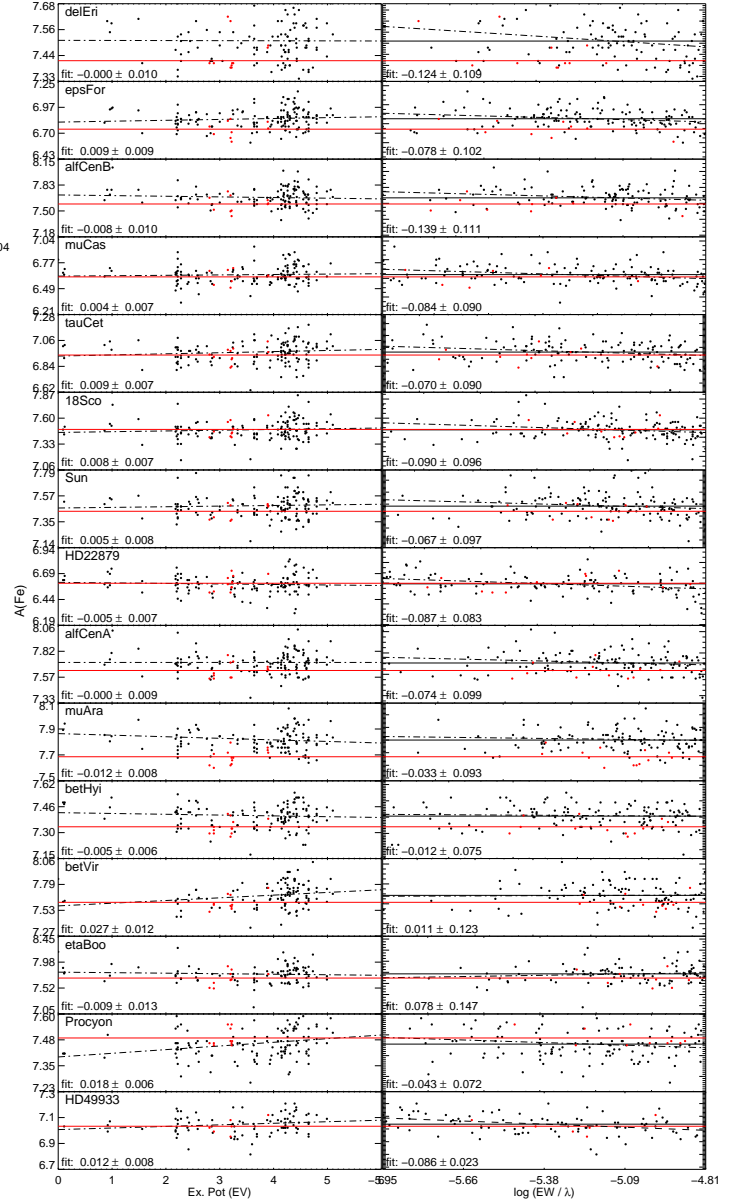 delEri
7.68
7.56
7.44
7.33
fit: −0.000 ± 0.010
−0.124 ± 0.109
epsFor
7.25
6.97
6.70
6.43
fit: 0.009 ± 0.009
−0.078 ± 0.102
alfCenB
8.15
7.83
7.50
7.18
fit: −0.008 ± 0.010
−0.139 ± 0.111
04
muCas
7.04
6.77
6.49
6.21
fit: 0.004 ± 0.007
fit: −0.084 ± 0.090
tauCet
7.28
7.06
6.84
6.62
fit: 0.009 ± 0.007
fit: −0.070 ± 0.090
18Sco
7.87
7.60
7.33
7.06
fit: 0.008 ± 0.007
fit: −0.090 ± 0.096
Sun
7.79
7.57
7.35
7.14
fit: 0.005 ± 0.008
fit: −0.067 ± 0.097
HD22879
6.94
6.69
6.44
6.19
A(Fe)
fit: −0.005 ± 0.007
fit: −0.087 ± 0.083
alfCenA
8.06
7.82
7.57
7.33
fit: −0.000 ± 0.009
fit: −0.074 ± 0.099
muAra
8.1
7.9
7.7
7.5
fit: −0.012 ± 0.008
fit: −0.033 ± 0.093
betHyi
7.62
7.46
7.30
7.15
fit: −0.005 ± 0.006
fit: −0.012 ± 0.075
betVir
8.06
7.79
7.53
7.27
fit: 0.027 ± 0.012
fit: 0.011 ± 0.123
etaBoo
8.45
7.98
7.52
7.05
fit: −0.009 ± 0.013
fit: 0.078 ± 0.147
Procyon
7.60
7.48
7.35
7.23
fit: 0.018 ± 0.006
fit: −0.043 ± 0.072
HD49933
7.3
7.1
6.9
6.7
fit: 0.012 ± 0.008
fit: −0.086 ± 0.023
0 1 2 3 4 5 −5.66 −5.38 −5.09 −4.81
Ex. Pot (EV) log (EW / λ)